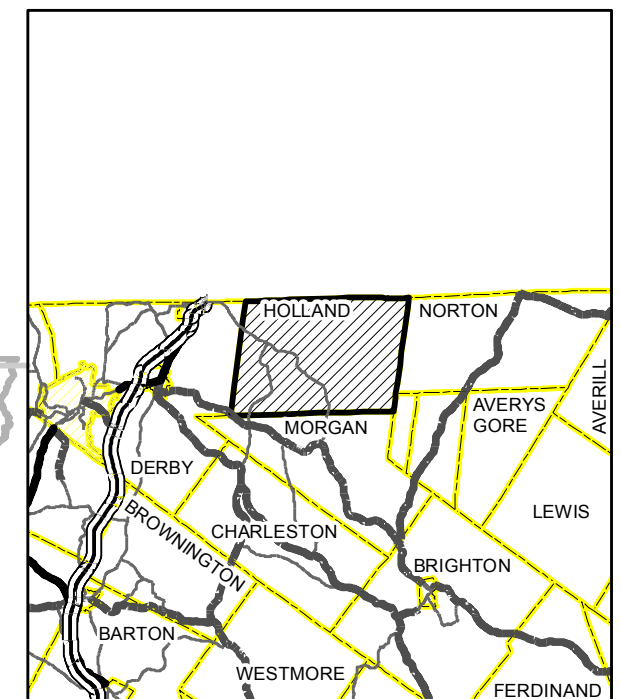 HOLLAND
NORTON
AVERILL
AVERYS
GORE
MORGAN
DERBY
LEWIS
BROWNINGTON
CHARLESTON
BRIGHTON
BARTON
WESTMORE
FERDINAND